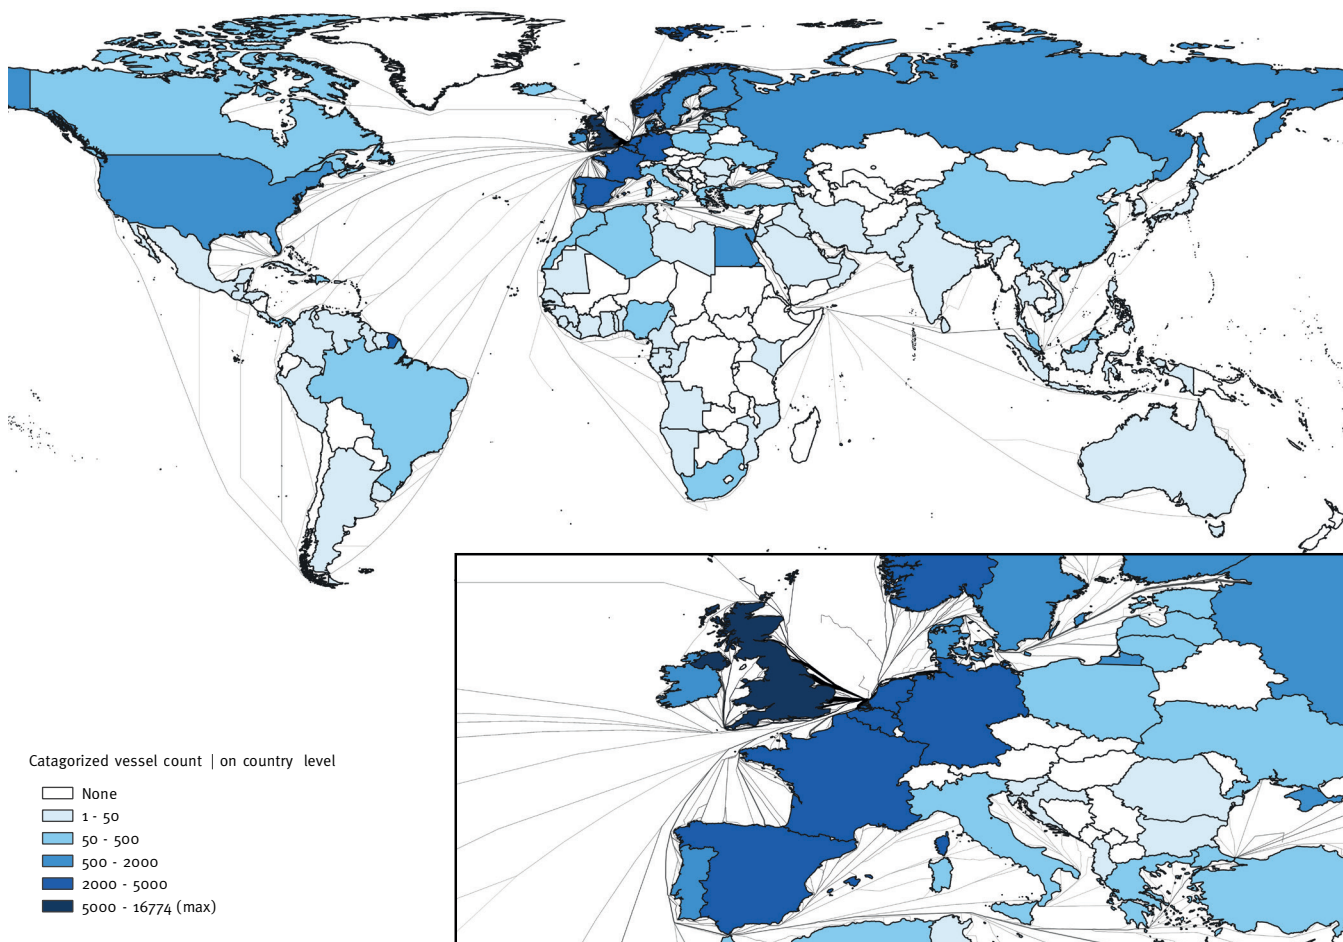 Catagorized vessel count | on country level
None
1 - 50
50 - 500
500 - 2000
2000 - 5000
5000 - 16774 (max)